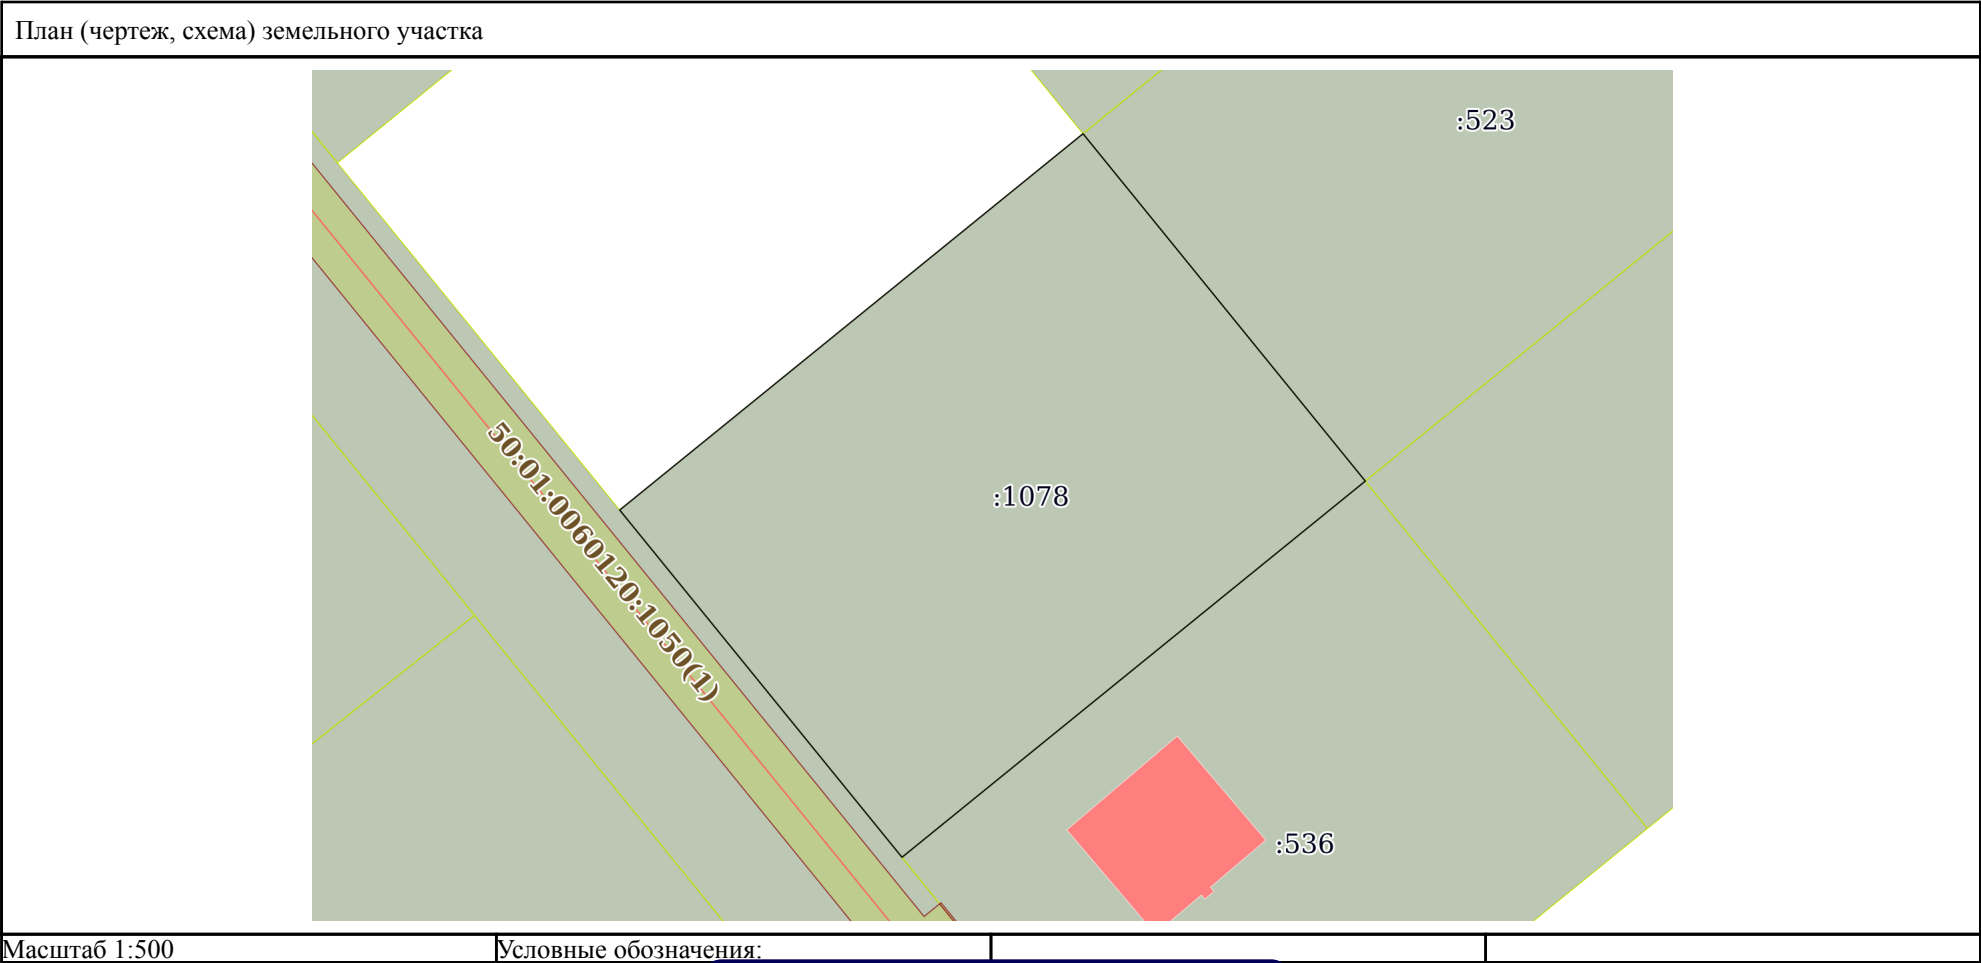 План (чертеж, схема) земельного участка
:523
:1078
50:01:0060120:1050(1)
:536
Масштаб 1:500
Условные обозначения: